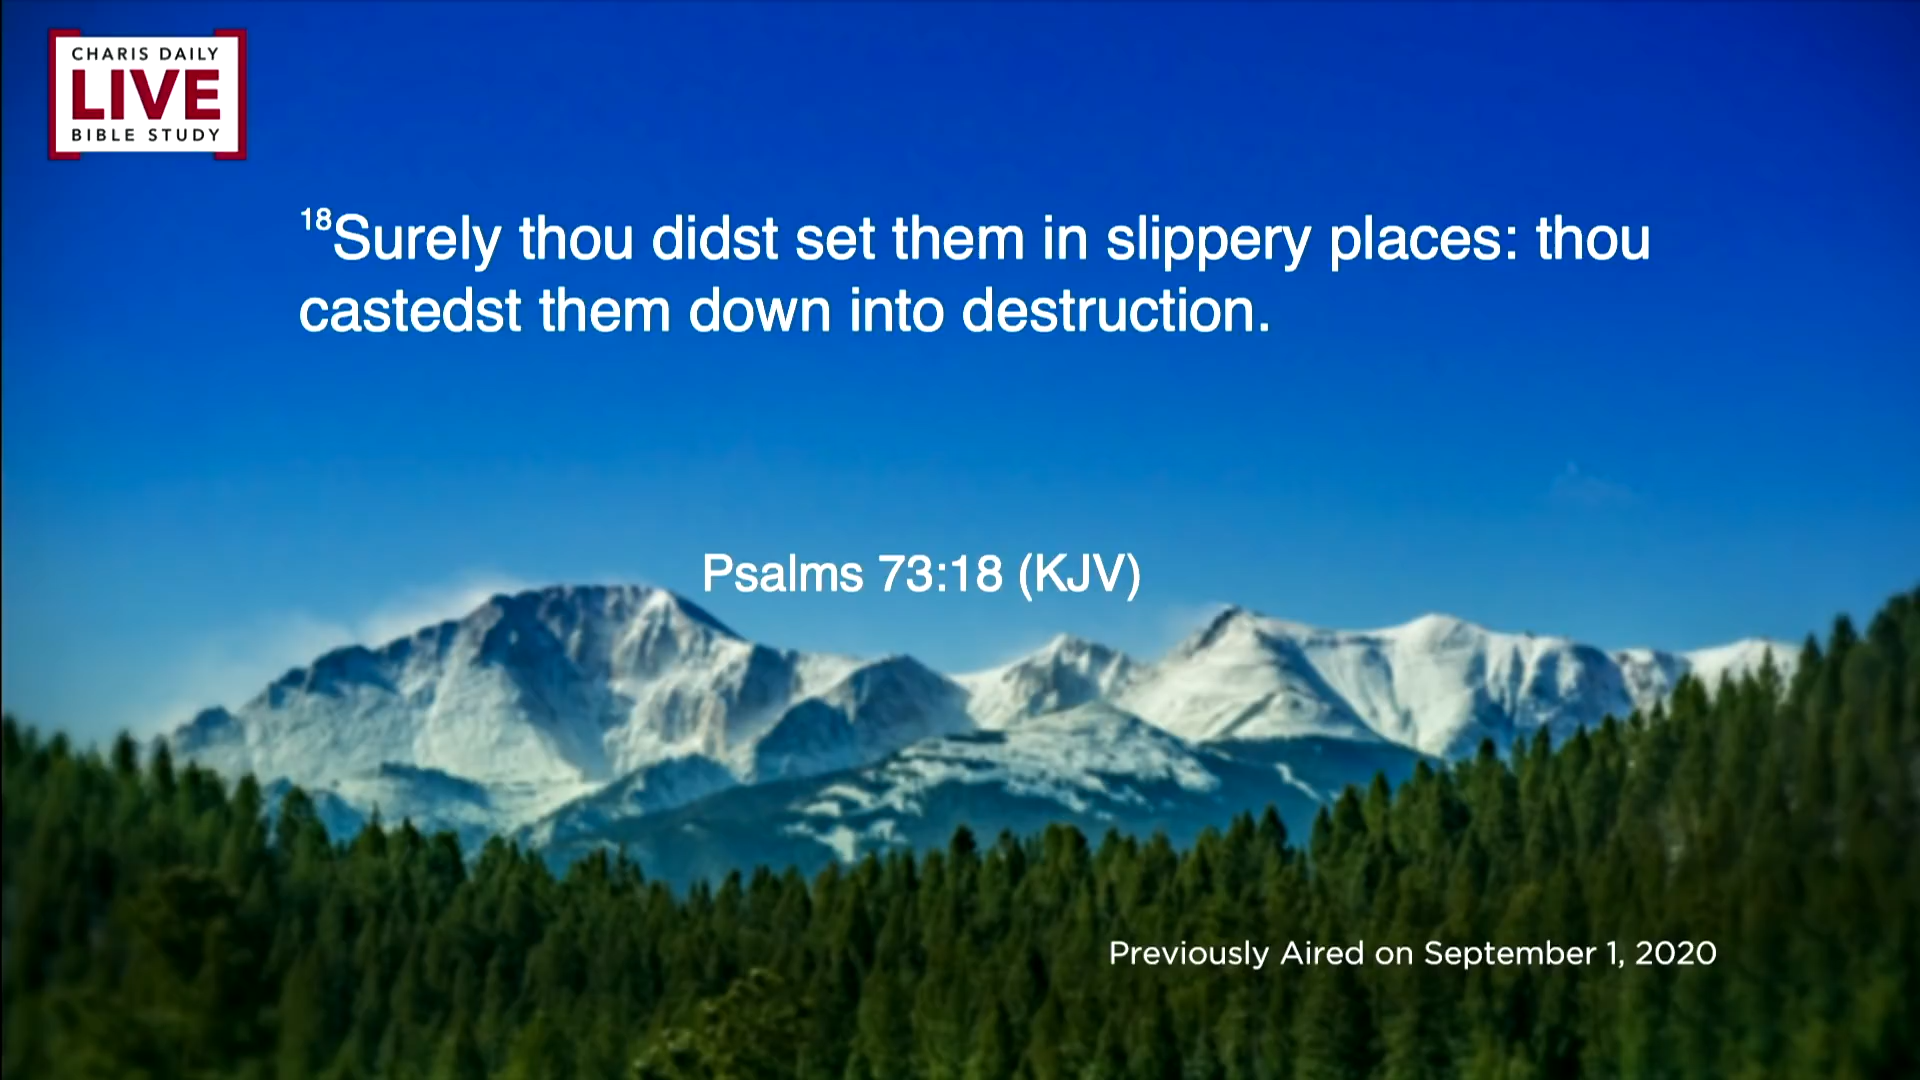 CHARIS DAILY
LIVE
BIBLE STUDY
18Surely thou didst set them in slippery places: thou
castedst them down into destruction.
Psalms 73:18 (KJV)
Previously Aired on September 1, 2020